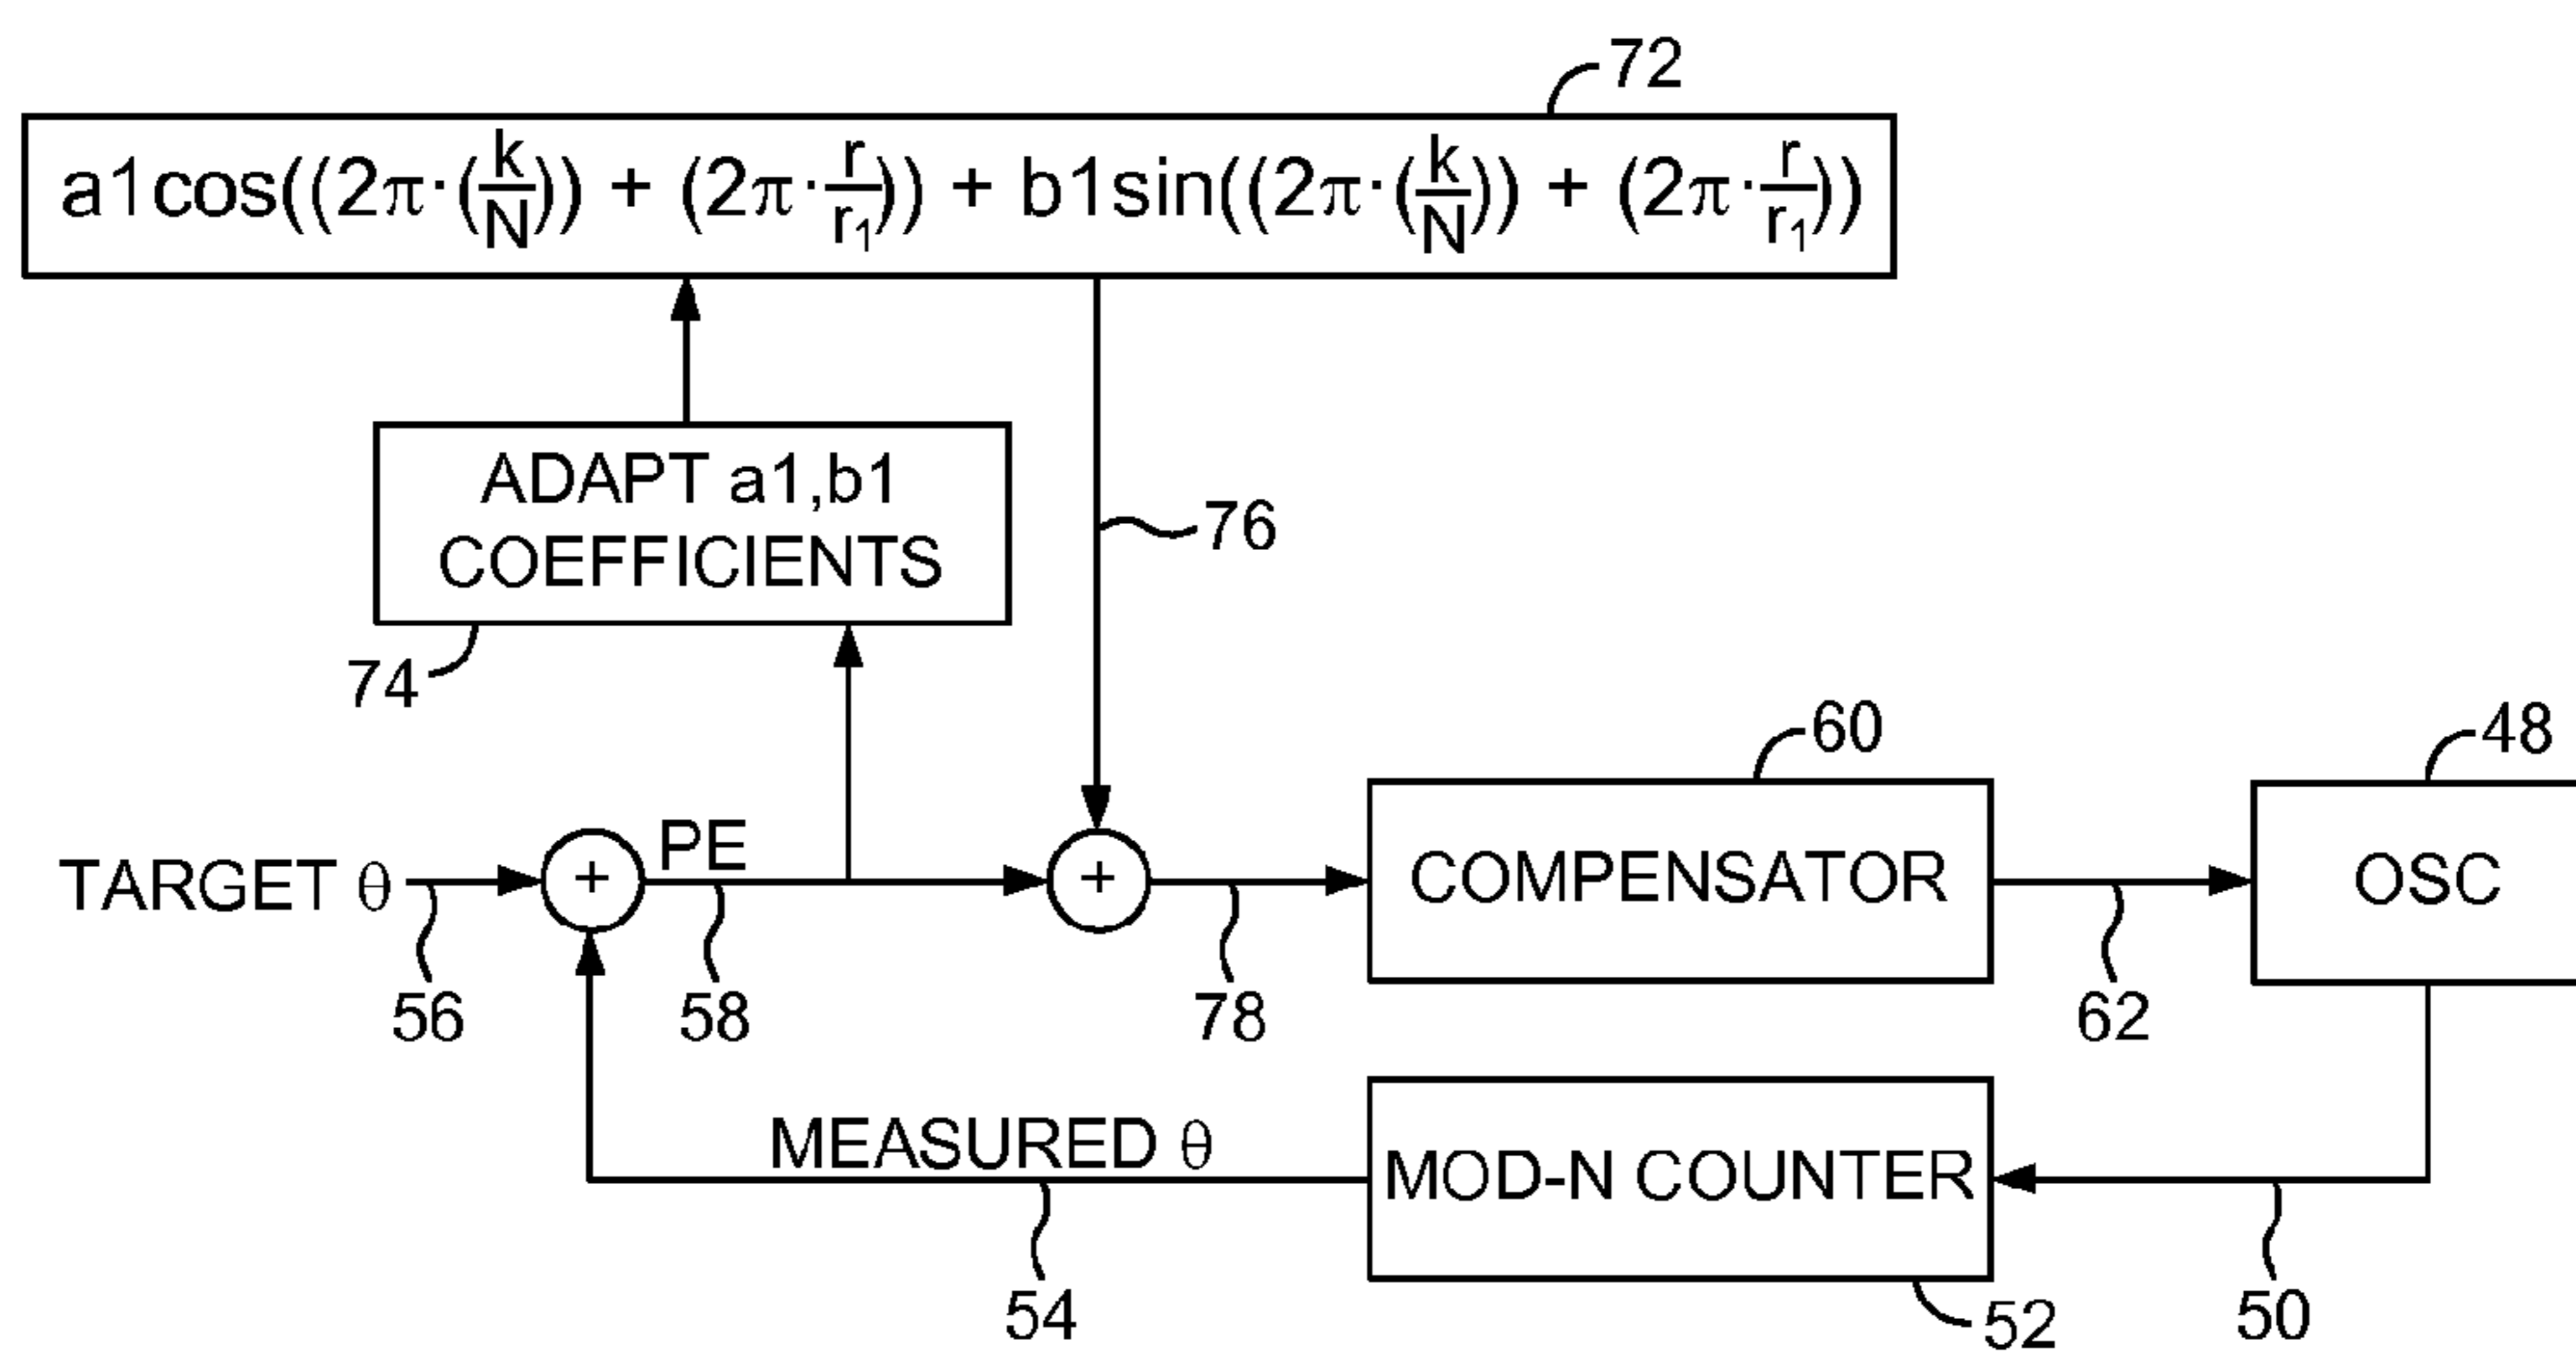 72
a1cos((2π·(k/N)) + (2π·r/r₁)) + b1sin((2π·(k/N)) + (2π·r/r₁))
ADAPT a1,b1
COEFFICIENTS
74
76
60
48
TARGET θ
+
PE
+
COMPENSATOR
OSC
56
58
78
62
MEASURED θ
MOD-N COUNTER
54
52
50